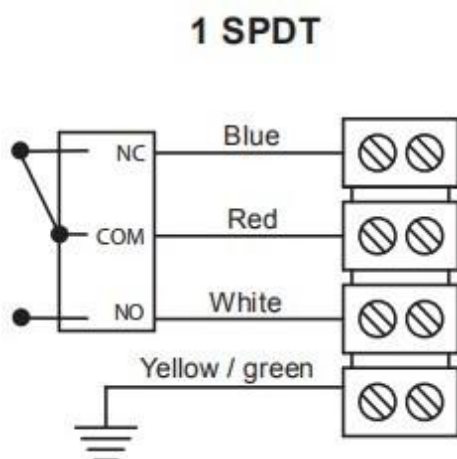 1 SPDT
NC
Blue
COM
Red
NO
White
Yellow / green